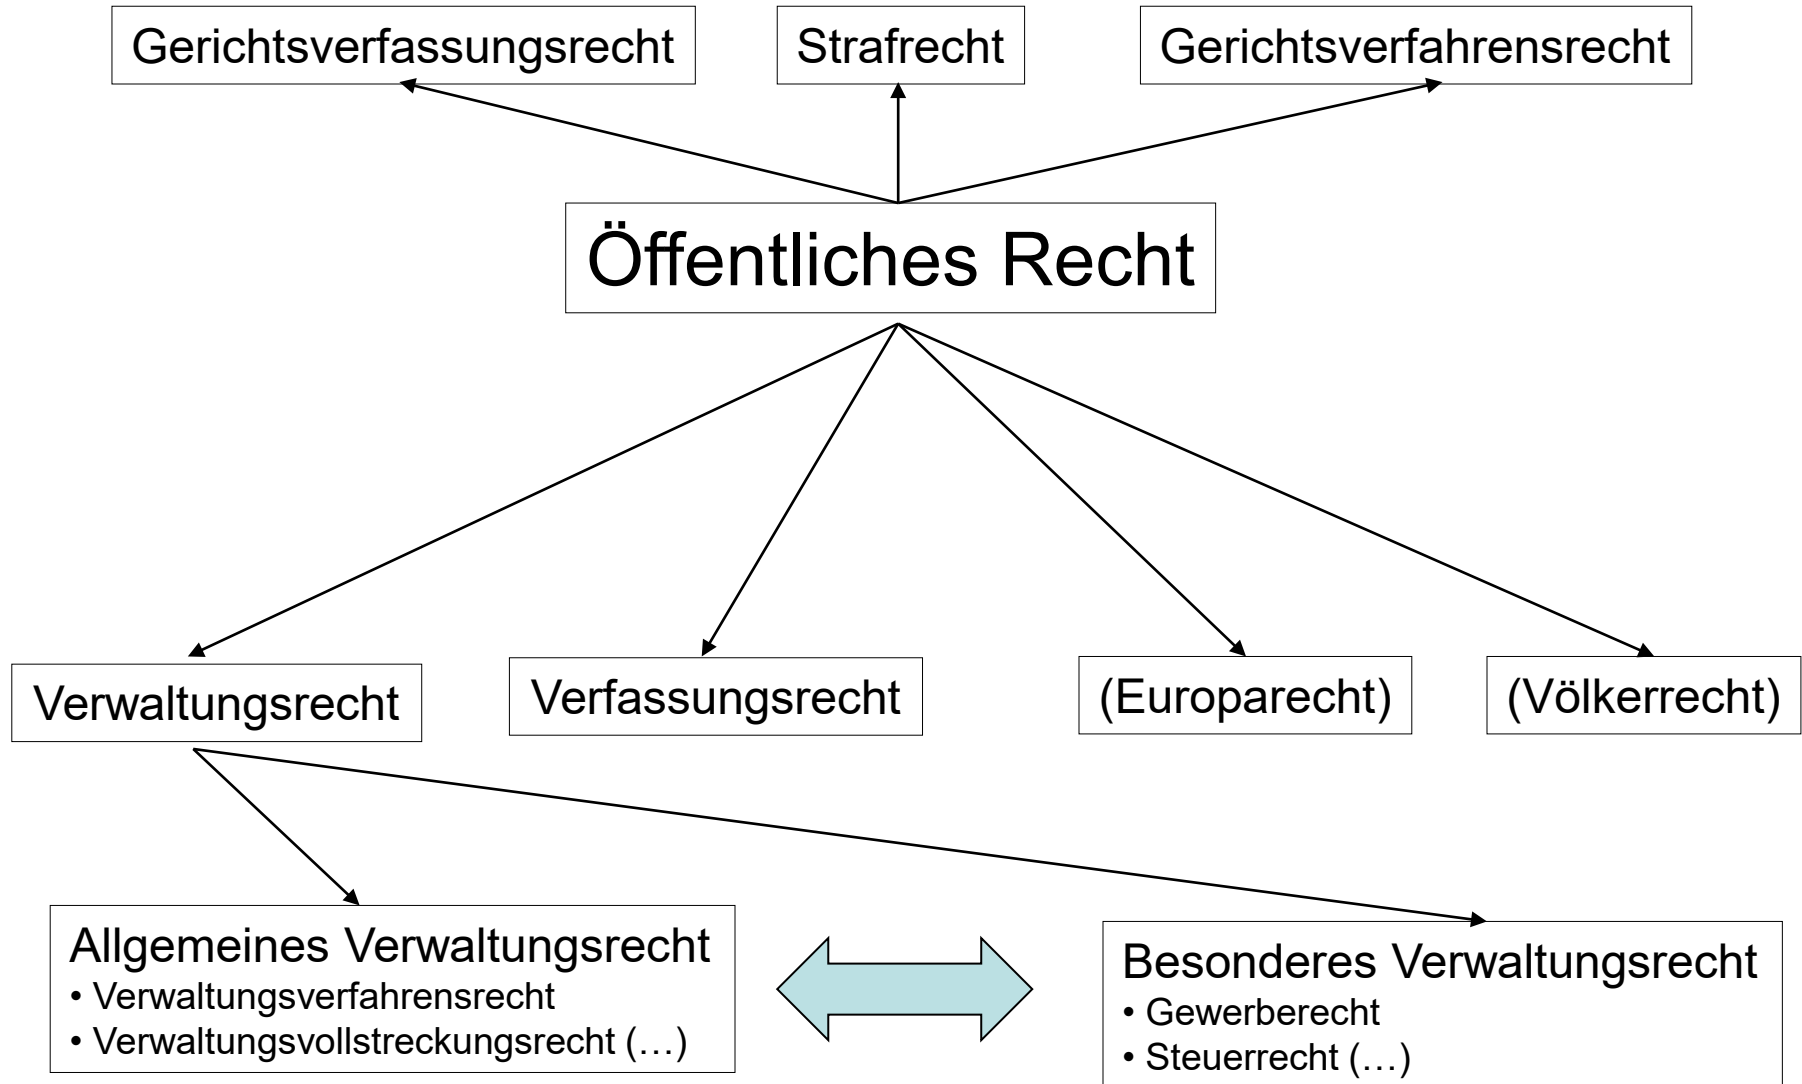 Gerichtsverfassungsrecht
Strafrecht
Gerichtsverfahrensrecht
Öffentliches Recht
Verwaltungsrecht
Verfassungsrecht
(Europarecht)
(Völkerrecht)
Allgemeines Verwaltungsrecht
• Verwaltungsverfahrensrecht
• Verwaltungsvollstreckungsrecht (…)
Besonderes Verwaltungsrecht
• Gewerberecht
• Steuerrecht (…)